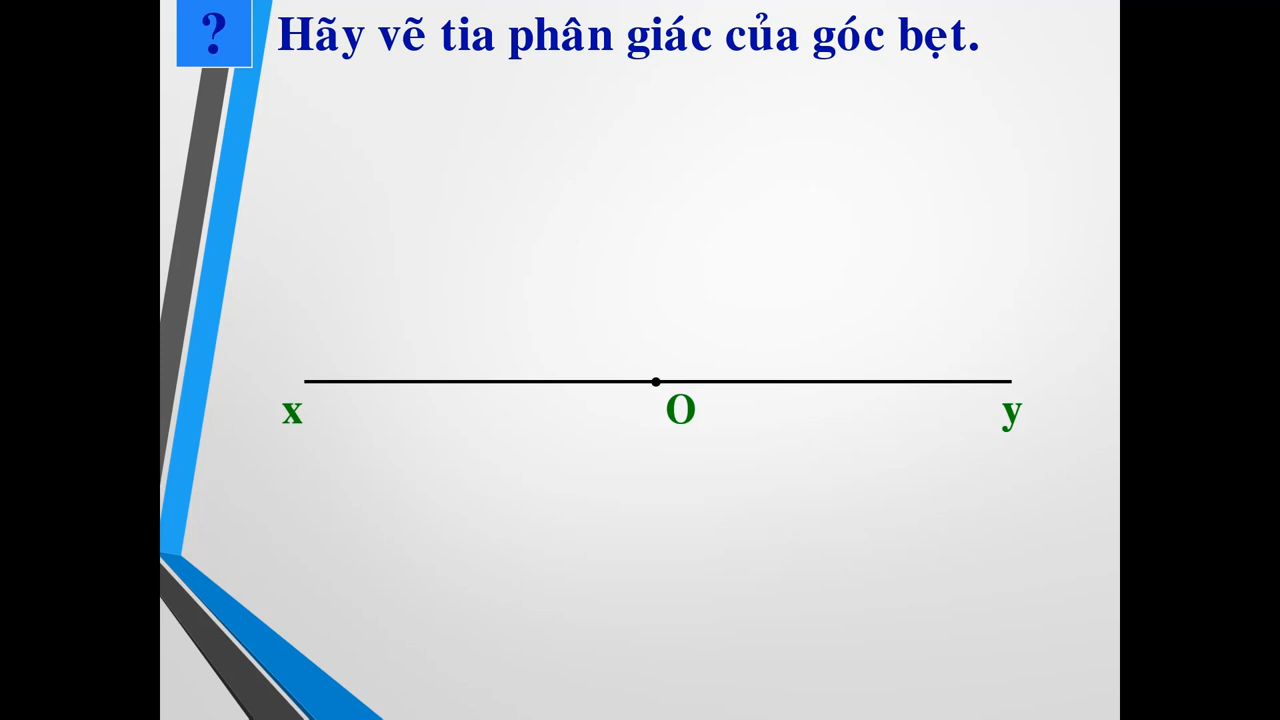 ? Hãy vẽ tia phân giác của góc bẹt.
x O y